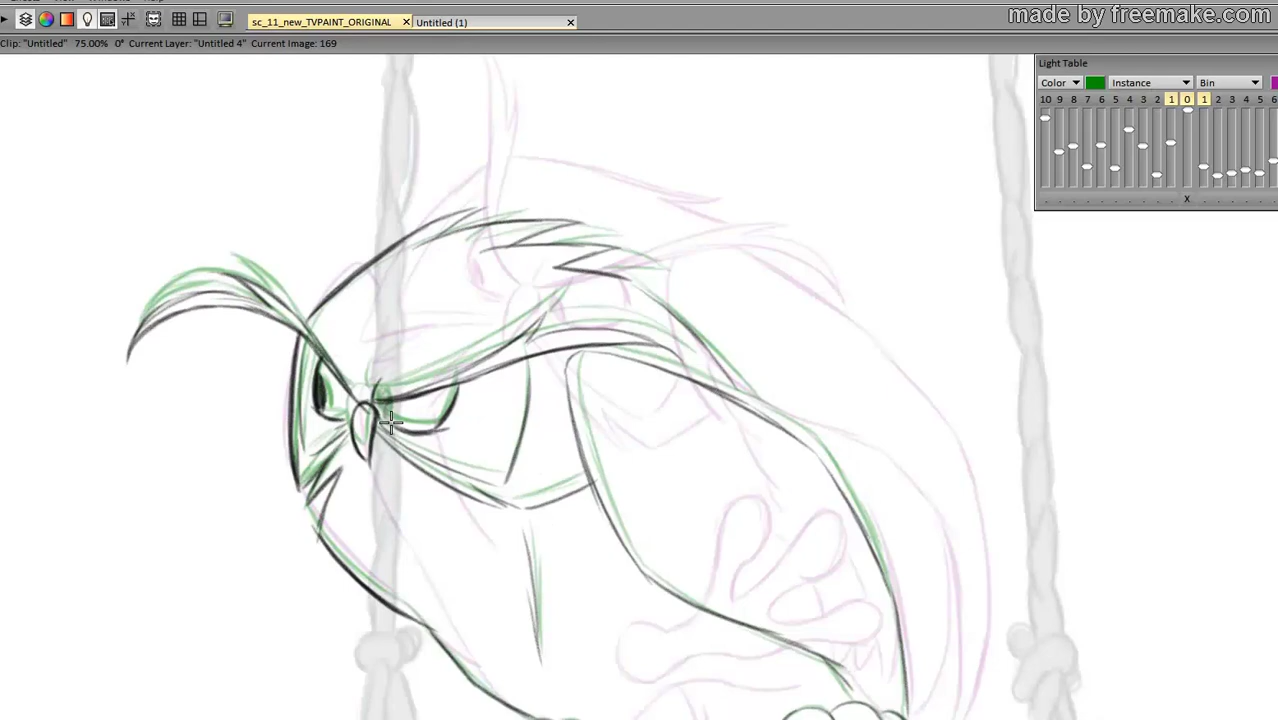 made by freemake.com
sc_11_new_TVPAINT_ORIGINAL
Untitled (1)
Clip: "Untitled" 75.00% 0° Current Layer: "Untitled 4" Current Image: 169
Light Table
Color Instance Bin
10 9 8 7 6 5 4 3 2 1 0 1 2 3 4 5 6
X